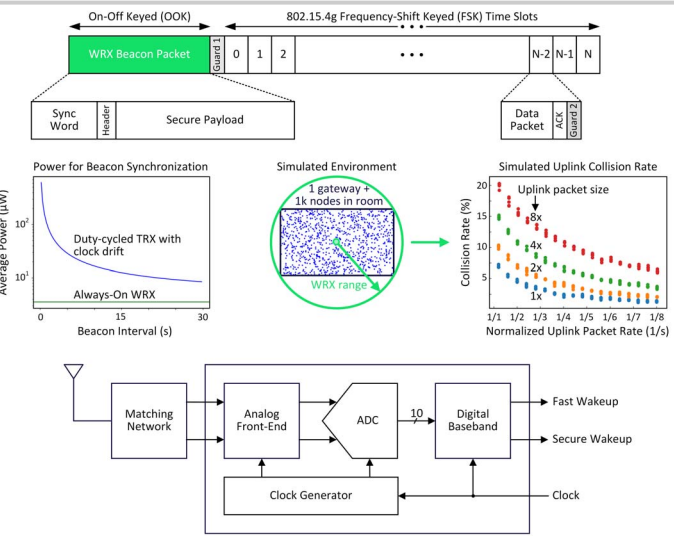 On-Off Keyed (OOK)
802.15.4g Frequency-Shift Keyed (FSK) Time Slots
WRX Beacon Packet
Guard 1
0 1 2
N-2 N-1 N
Sync
Word
Header
Secure Payload
Data
Packet
ACK
Guard 2
Power for Beacon Synchronization
Average Power (µW)
10²
10¹
Duty-cycled TRX with
clock drift
Always-On WRX
0 15 30
Beacon Interval (s)
Simulated Environment
1 gateway +
1k nodes in room
WRX range
Simulated Uplink Collision Rate
Collision Rate (%)
20
15
10
5
Uplink packet size
8x
4x
2x
1x
1/1 1/2 1/3 1/4 1/5 1/6 1/7 1/8
Normalized Uplink Packet Rate (1/s)
Matching
Network
Analog
Front-End
ADC
10
Digital
Baseband
Fast Wakeup
Secure Wakeup
Clock Generator
Clock